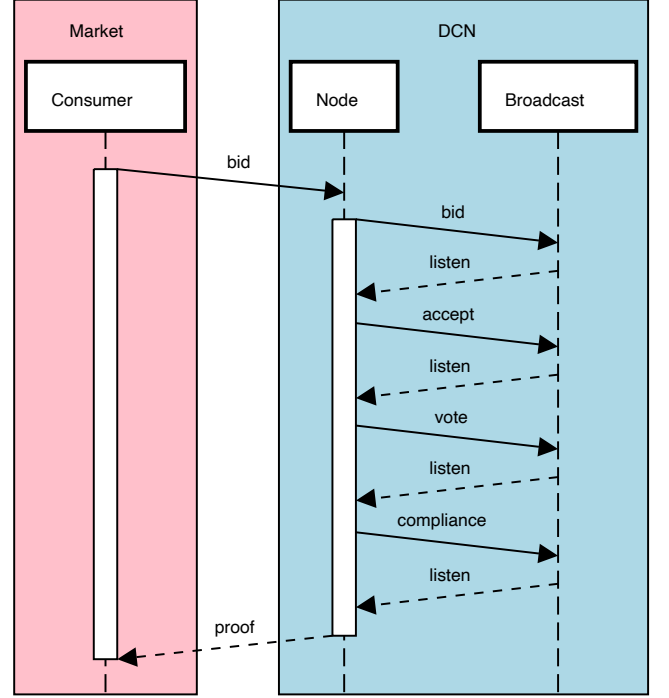 Market
DCN
Consumer
Node
Broadcast
bid
bid
listen
accept
listen
vote
listen
compliance
listen
proof